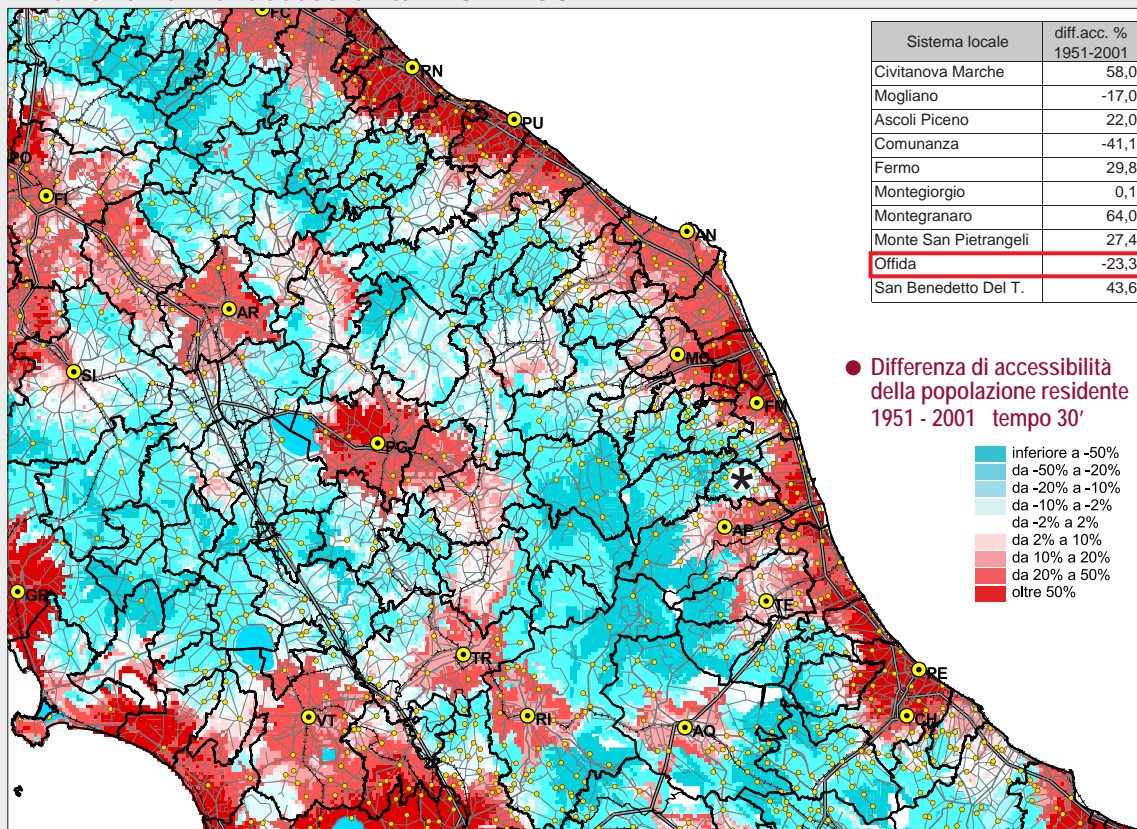 Sistema locale diff.acc. % 1951-2001
Civitanova Marche 58,0
Mogliano -17,0
Ascoli Piceno 22,0
Comunanza -41,1
Fermo 29,8
Montegiorgio 0,1
Montegranaro 64,0
Monte San Pietrangeli 27,4
Offida -23,3
San Benedetto Del T. 43,6
Differenza di accessibilità
della popolazione residente
1951 - 2001 tempo 30'
inferiore a -50%
da -50% a -20%
da -20% a -10%
da -10% a -2%
da -2% a 2%
da 2% a 10%
da 10% a 20%
da 20% a 50%
oltre 50%
FC
RN
PU
PO
FI
AN
AR
MC
SI
FM
PG
*
AP
GR
TE
TR
PE
VT
RI
CH
AQ